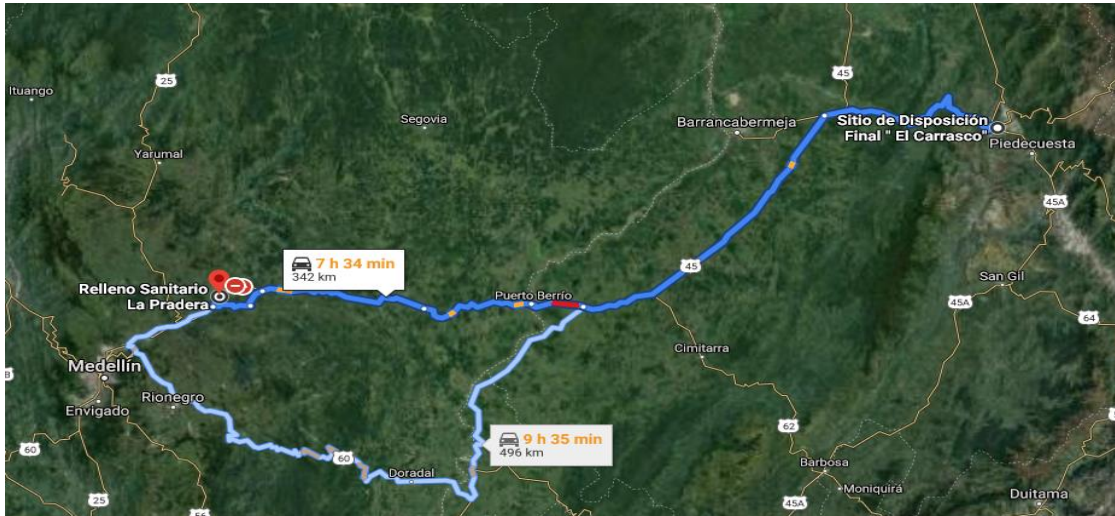 25
45
Ituango
Segovia
Barrancabermeja
Sitio de Disposición
Final " El Carrasco"
Piedecuesta
Yarumal
45A
7 h 34 min
342 km
45
San Gil
Relleno Sanitario
La Pradera
Puerto Berrío
45A
64
Cimitarra
Medellín
Rionegro
Envigado
9 h 35 min
496 km
62
60
60
Doradal
Barbosa
Moniquirá
25
45A
Duitama